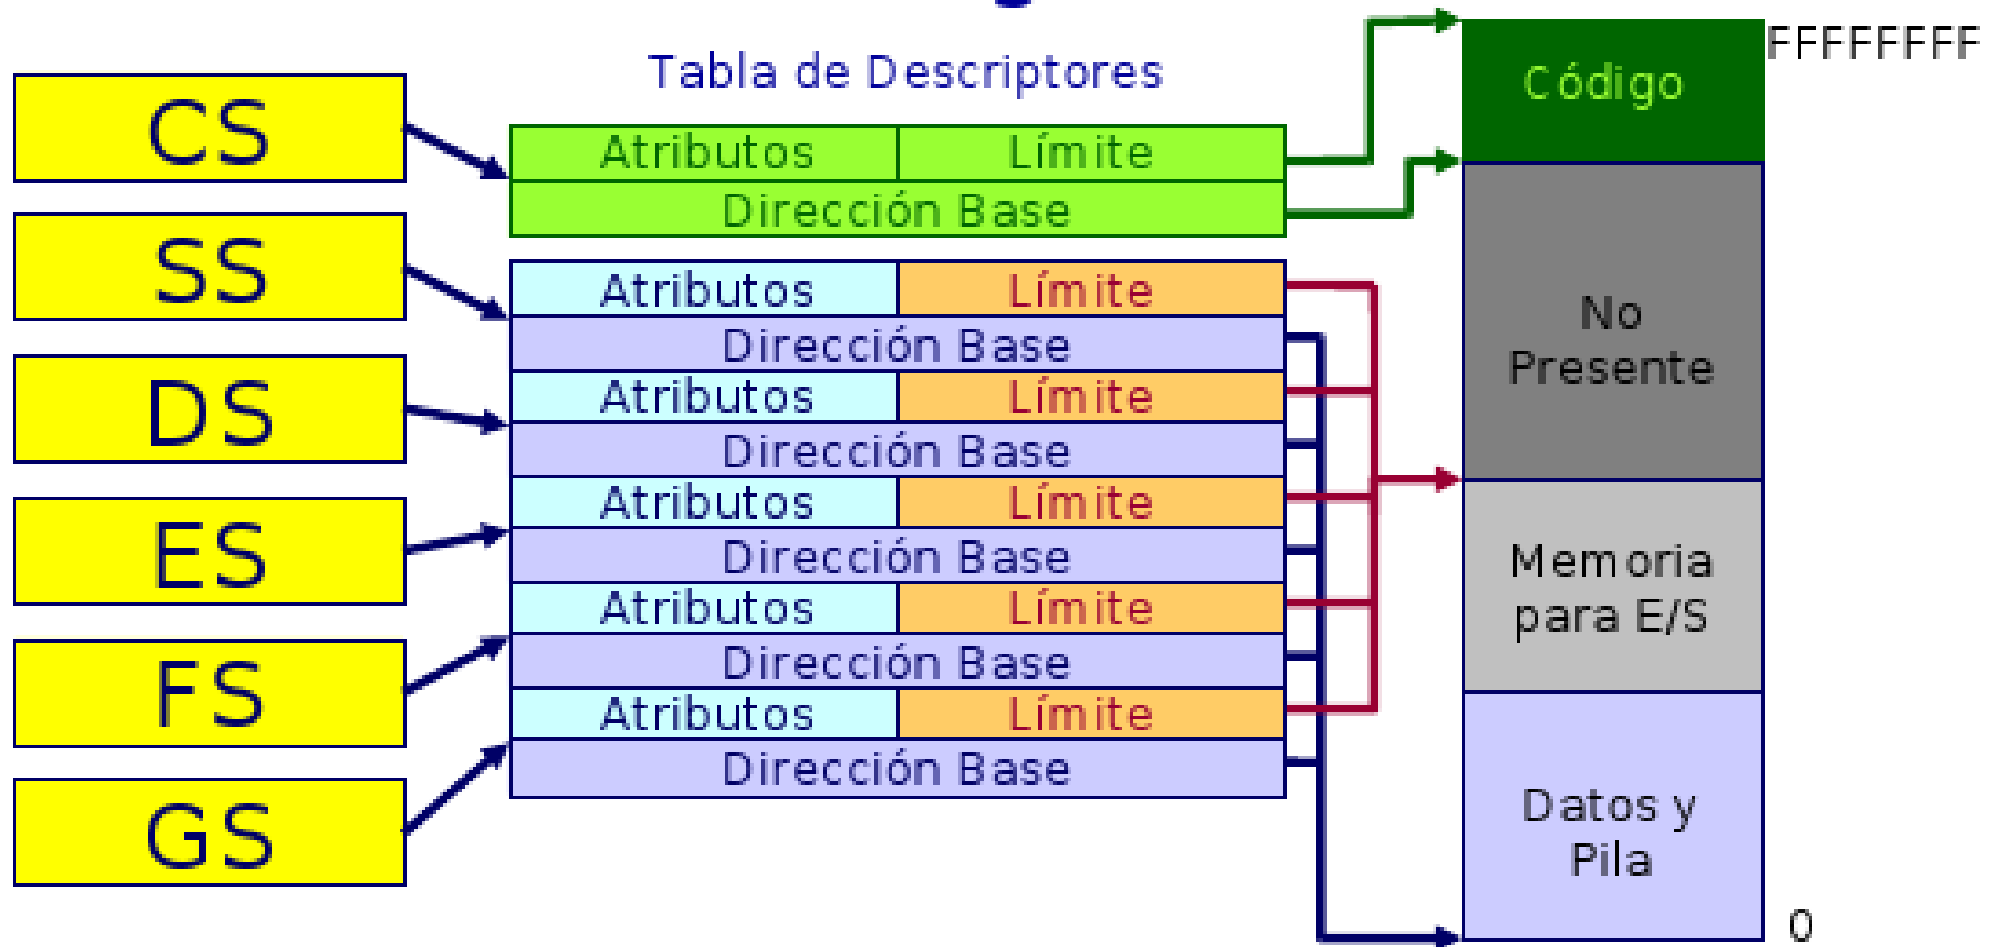 Tabla de Descriptores
CS
SS
DS
ES
FS
GS
Atributos Límite
Dirección Base
Atributos Límite
Dirección Base
Atributos Límite
Dirección Base
Atributos Límite
Dirección Base
Atributos Límite
Dirección Base
Atributos Límite
Dirección Base
FFFFFFFF
Código
No
Presente
Memoria
para E/S
Datos y
Pila
0